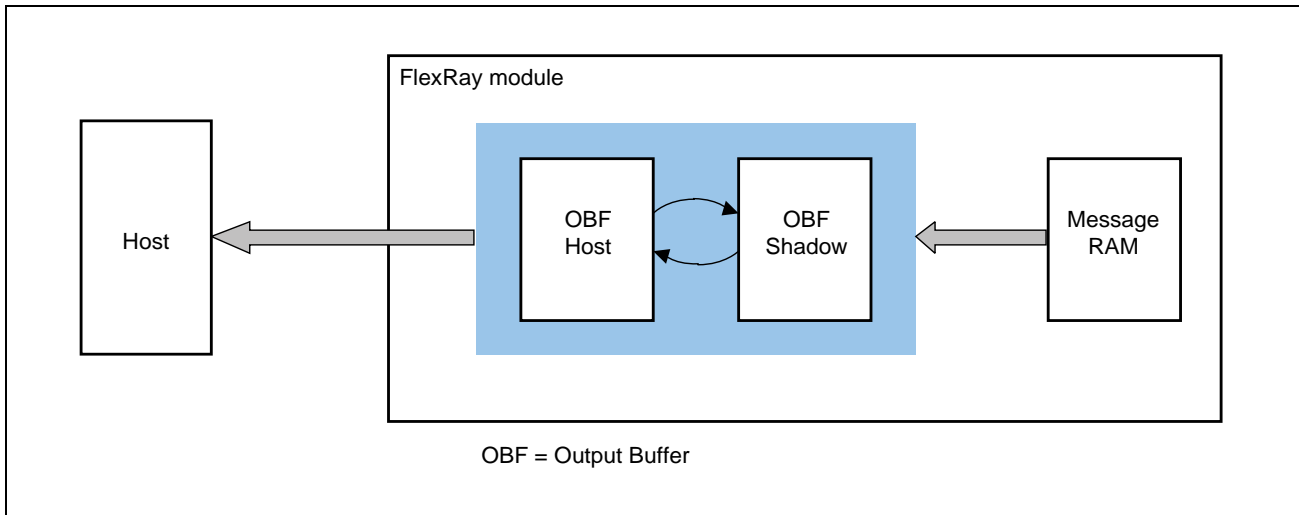 FlexRay module
Host
OBF
Host
OBF
Shadow
Message
RAM
OBF = Output Buffer